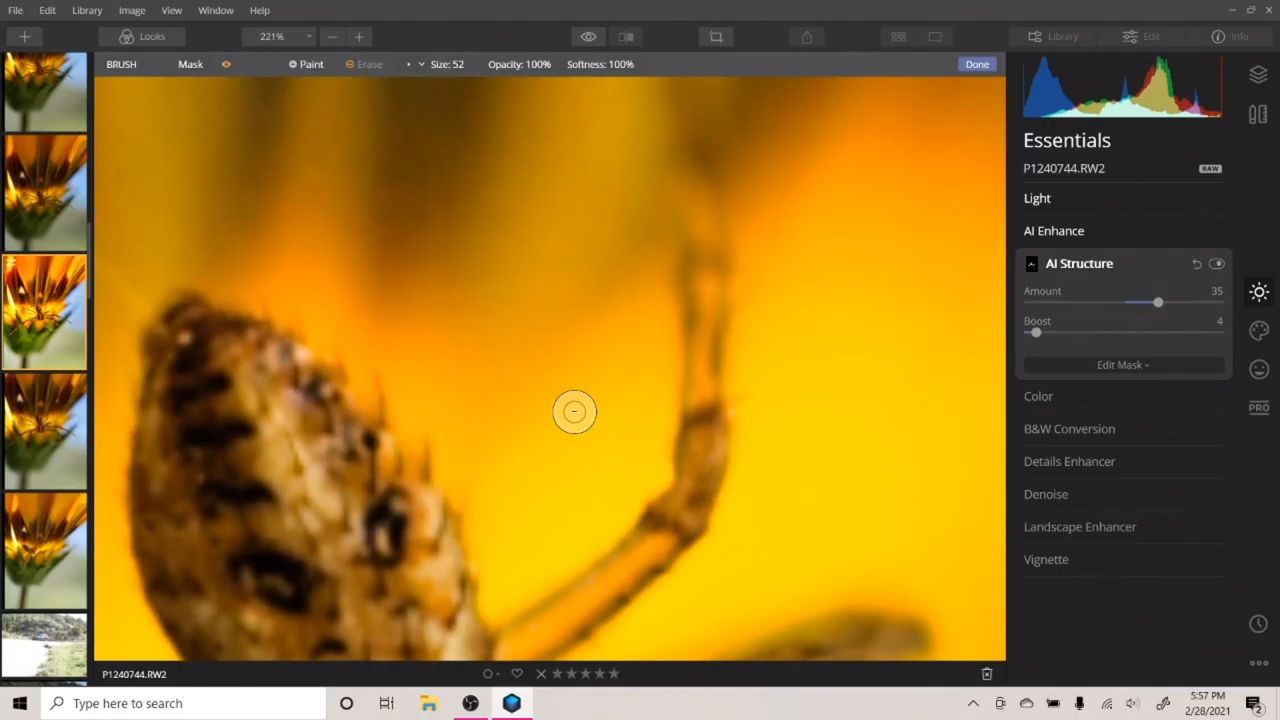 File Edit Library Image View Window Help
Looks 221% Library Edit Info
BRUSH Mask Paint Erase Size: 52 Opacity: 100% Softness: 100% Done
Essentials
P1240744.RW2 RAW
Light
AI Enhance
AI Structure
Amount 35
Boost 4
Edit Mask
Color
B&W Conversion
Details Enhancer
Denoise
Landscape Enhancer
Vignette
PRO
P1240744.RW2
Type here to search
5:57 PM
2/28/2021
2